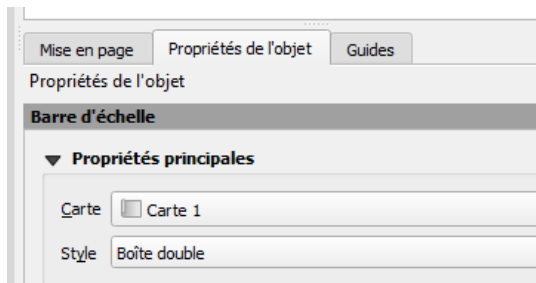 Mise en page Propriétés de l'objet Guides
Propriétés de l'objet
Barre d'échelle
Propriétés principales
Carte Carte 1
Style Boîte double